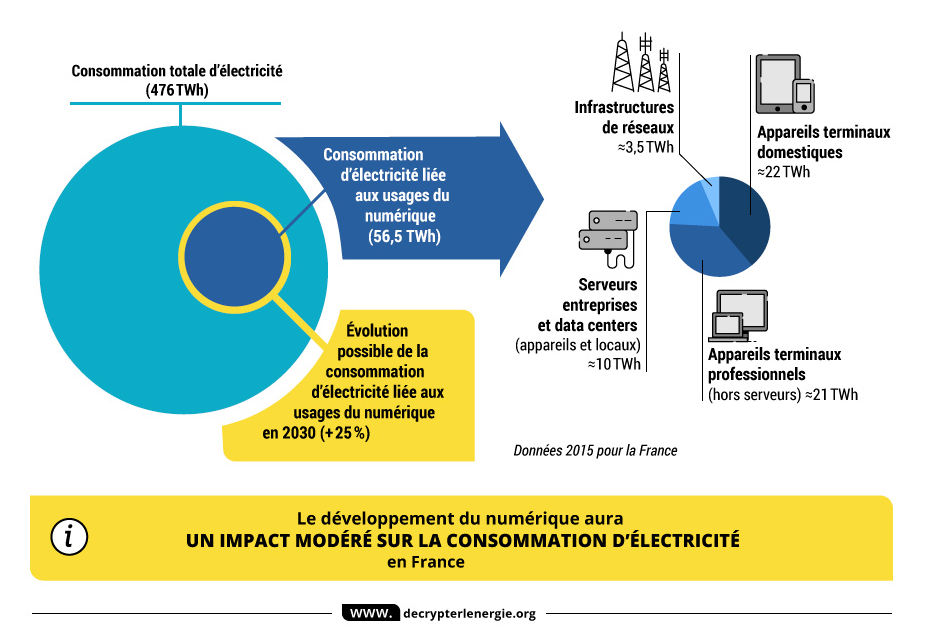 Consommation totale d’électricité
(476 TWh)
Consommation
d’électricité liée
aux usages du
numérique
(56,5 TWh)
Évolution
possible de la
consommation
d’électricité liée aux
usages du numérique
en 2030 (+25 %)
Infrastructures
de réseaux
≈3,5 TWh
Appareils terminaux
domestiques
≈22 TWh
Serveurs
entreprises
et data centers
(appareils et locaux)
≈10 TWh
Appareils terminaux
professionnels
(hors serveurs) ≈21 TWh
Données 2015 pour la France
i
Le développement du numérique aura
UN IMPACT MODÉRÉ SUR LA CONSOMMATION D’ÉLECTRICITÉ
en France
www. decrypterlenergie.org